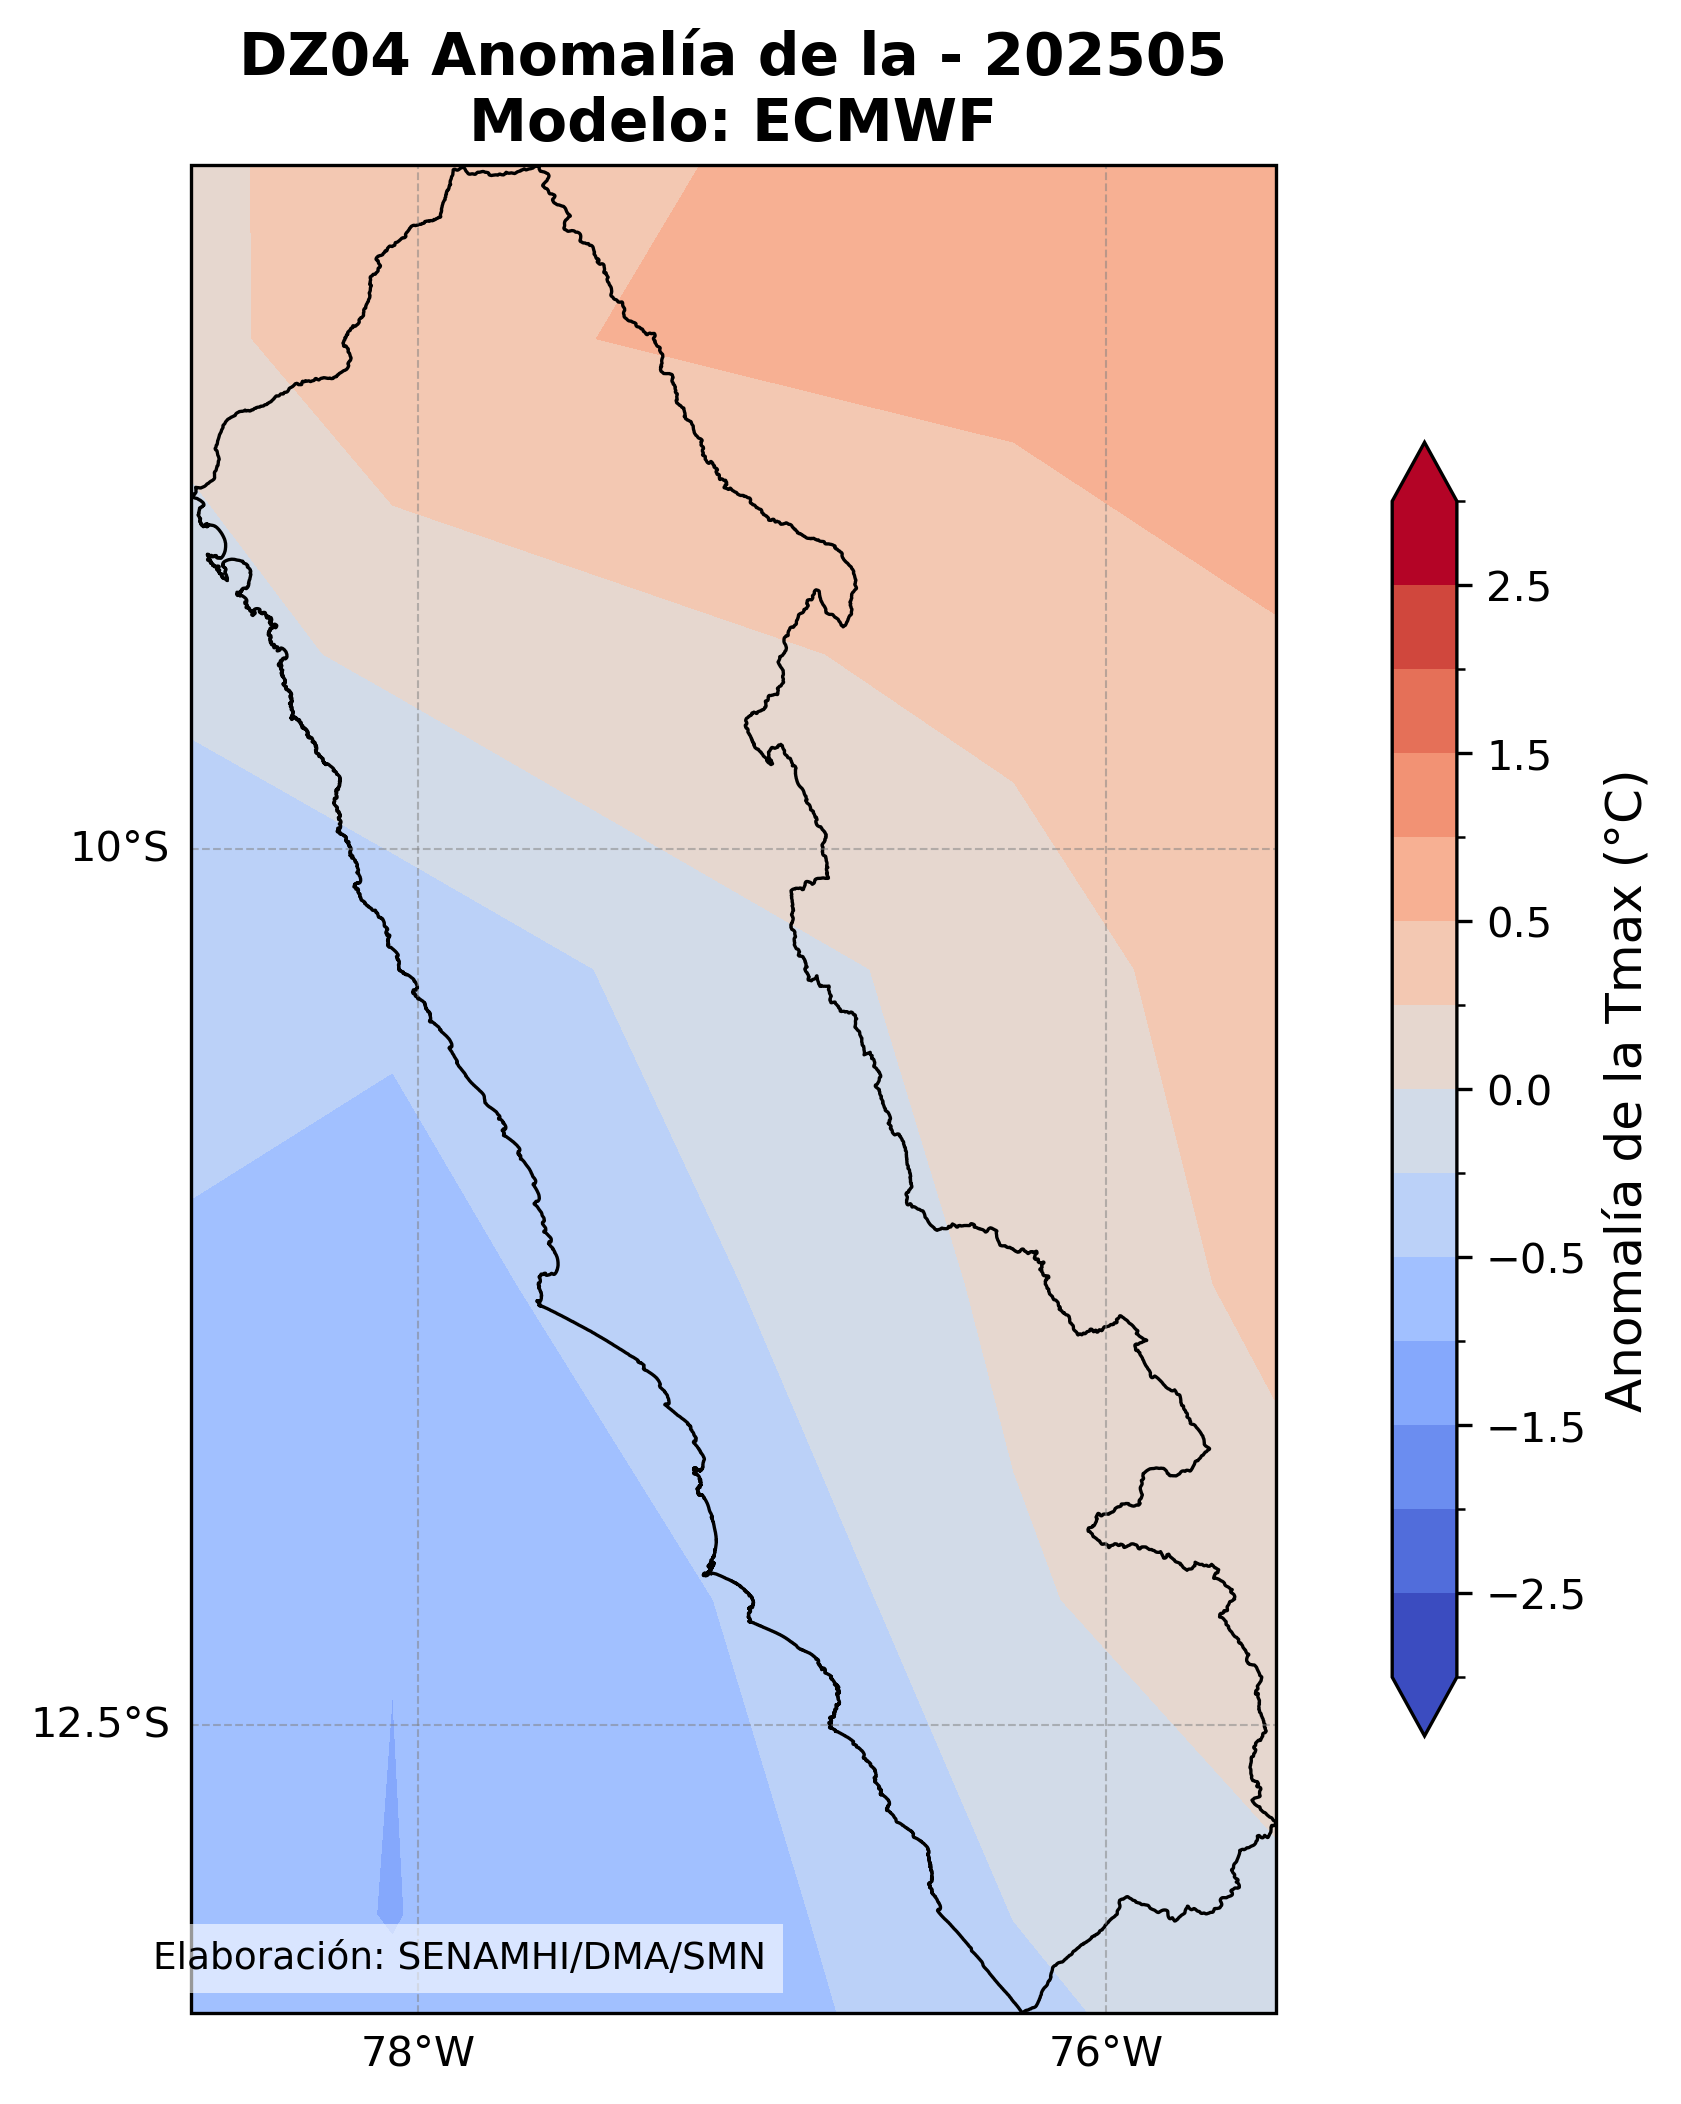 DZ04 Anomalía de la - 202505
Modelo: ECMWF
10°S
12.5°S
78°W
76°W
Elaboración: SENAMHI/DMA/SMN
2.5
1.5
0.5
0.0
−0.5
−1.5
−2.5
Anomalía de la Tmax (°C)